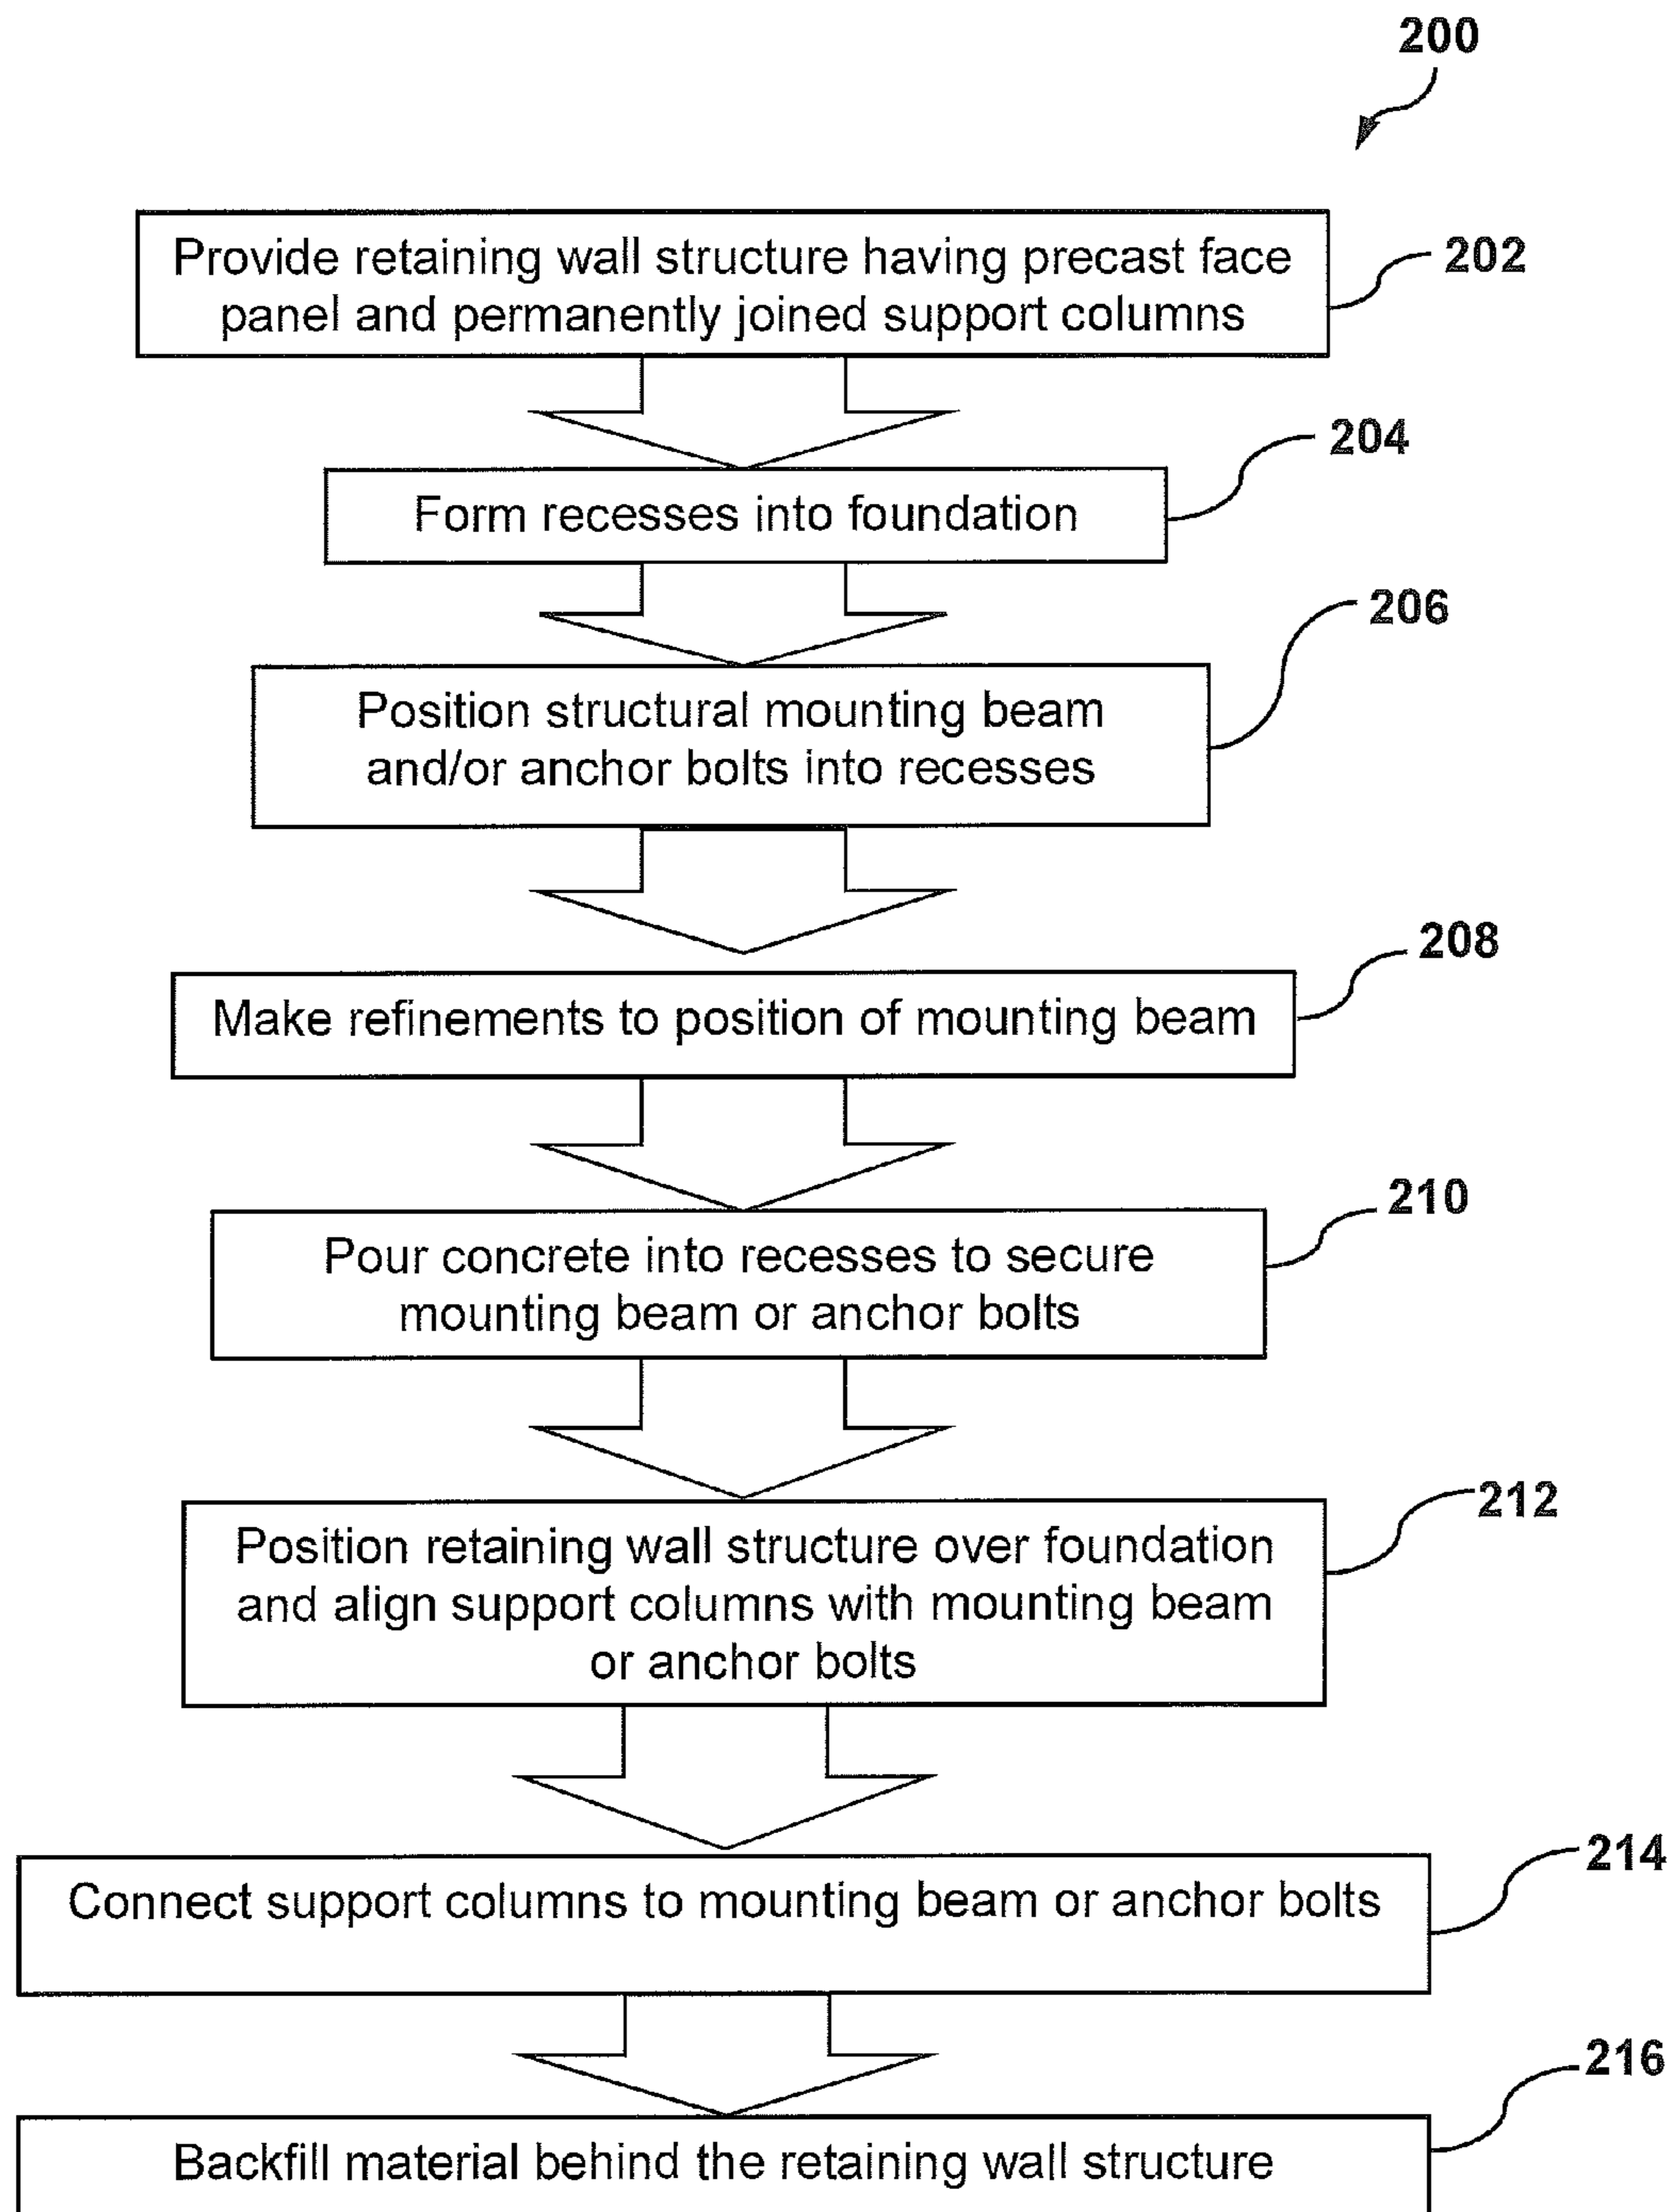 200
Provide retaining wall structure having precast face
panel and permanently joined support columns
202
204
Form recesses into foundation
206
Position structural mounting beam
and/or anchor bolts into recesses
208
Make refinements to position of mounting beam
210
Pour concrete into recesses to secure
mounting beam or anchor bolts
212
Position retaining wall structure over foundation
and align support columns with mounting beam
or anchor bolts
214
Connect support columns to mounting beam or anchor bolts
216
Backfill material behind the retaining wall structure